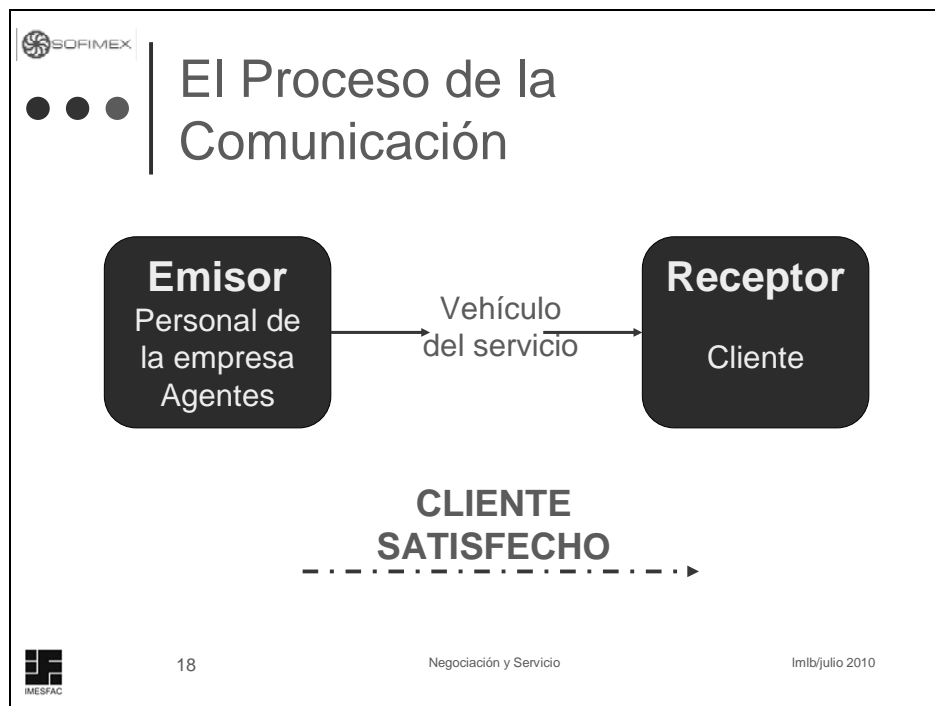 SOFIMEX
El Proceso de la
Comunicación
Emisor
Personal de
la empresa
Agentes
Vehículo
del servicio
Receptor
Cliente
CLIENTE
SATISFECHO
IMESFAC
18
Negociación y Servicio
lmlb/julio 2010